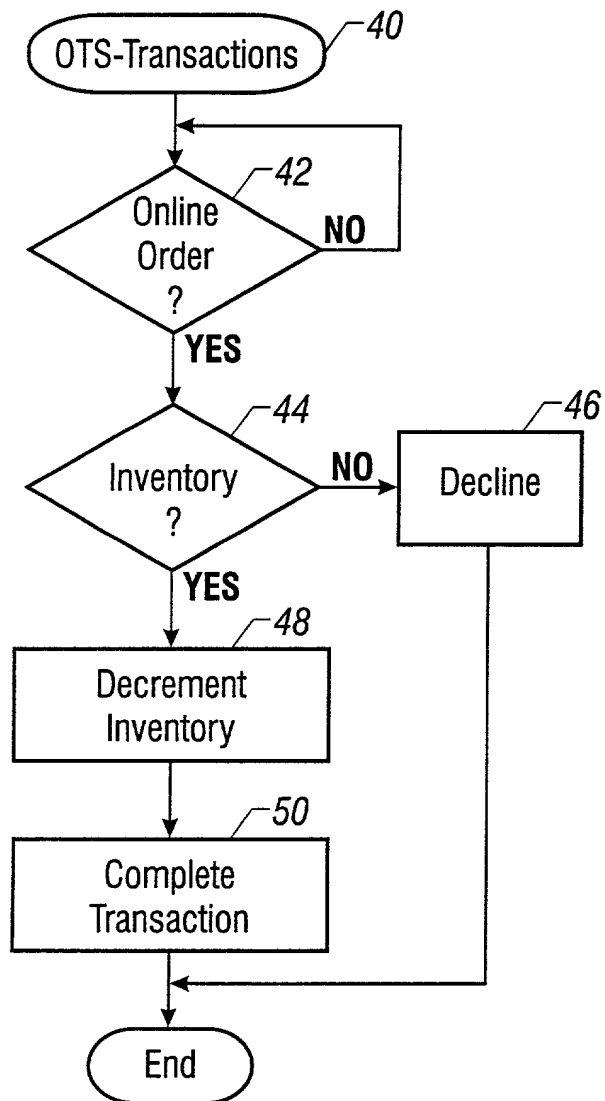 OTS-Transactions
40
42
Online
Order
?
NO
YES
44
46
Inventory
?
NO
Decline
YES
48
Decrement
Inventory
50
Complete
Transaction
End